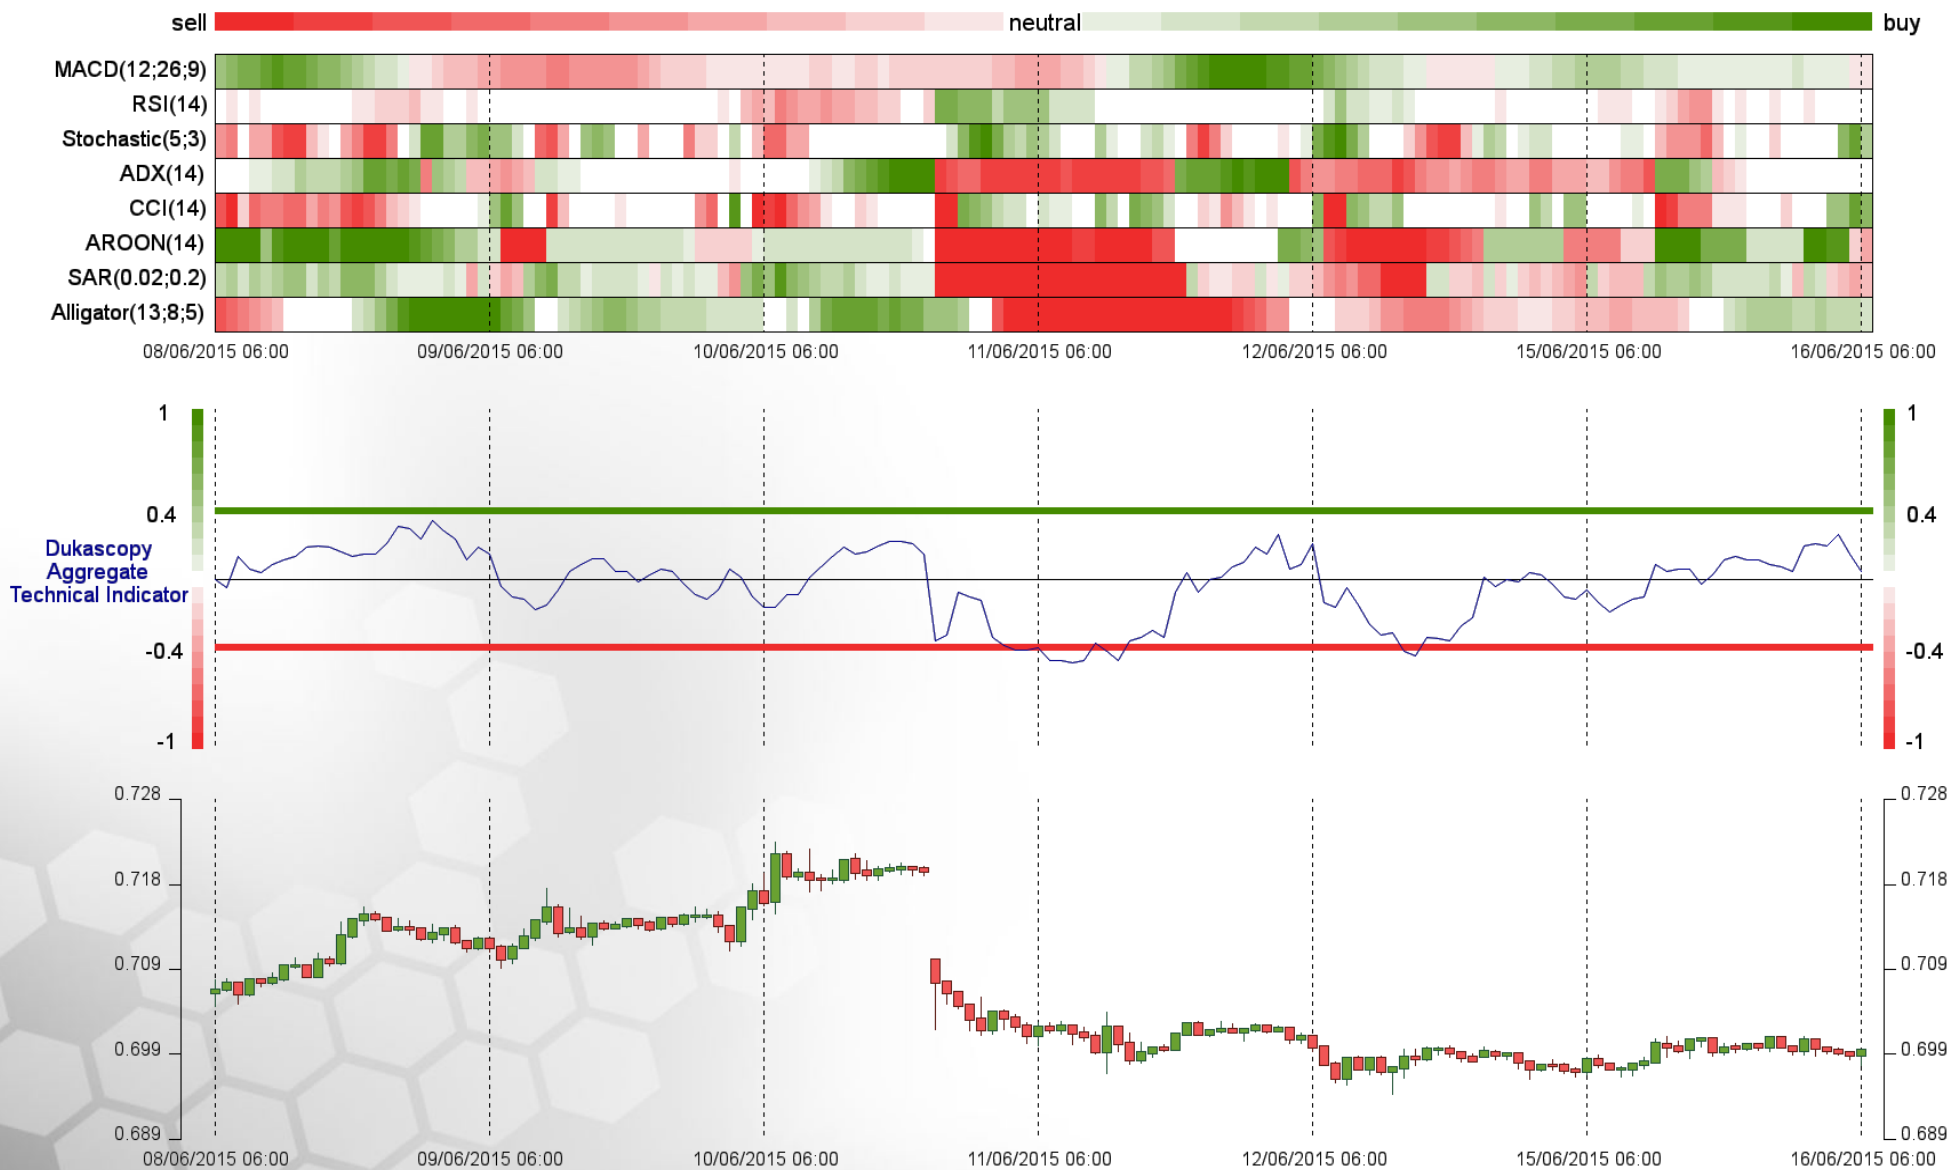 sell neutral buy
MACD(12;26;9)
RSI(14)
Stochastic(5;3)
ADX(14)
CCI(14)
AROON(14)
SAR(0.02;0.2)
Alligator(13;8;5)
08/06/2015 06:00 09/06/2015 06:00 10/06/2015 06:00 11/06/2015 06:00 12/06/2015 06:00 15/06/2015 06:00 16/06/2015 06:00
1 1
0.4 0.4
Dukascopy
Aggregate
Technical Indicator
-0.4 -0.4
-1 -1
0.728 0.728
0.718 0.718
0.709 0.709
0.699 0.699
0.689 0.689
08/06/2015 06:00 09/06/2015 06:00 10/06/2015 06:00 11/06/2015 06:00 12/06/2015 06:00 15/06/2015 06:00 16/06/2015 06:00